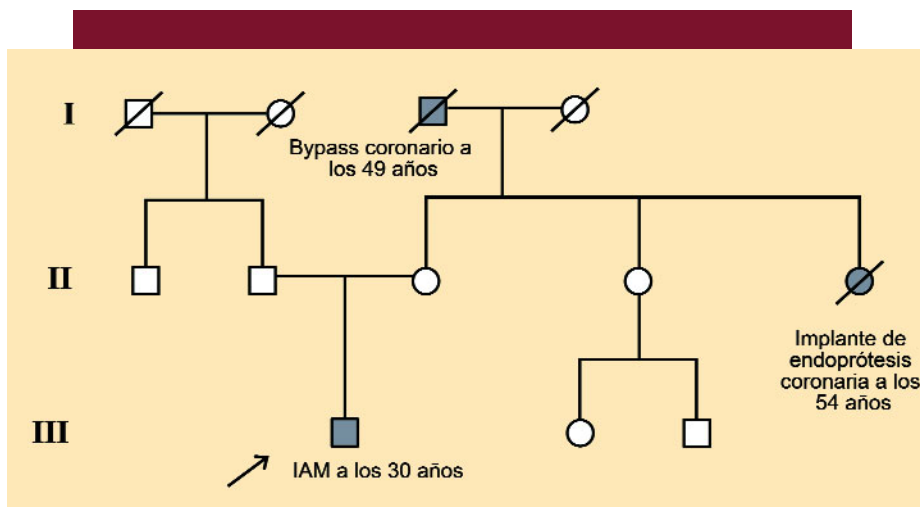 I
Bypass coronario a
los 49 años
II
Implante de
endoprótesis
coronaria a los
54 años
III
IAM a los 30 años